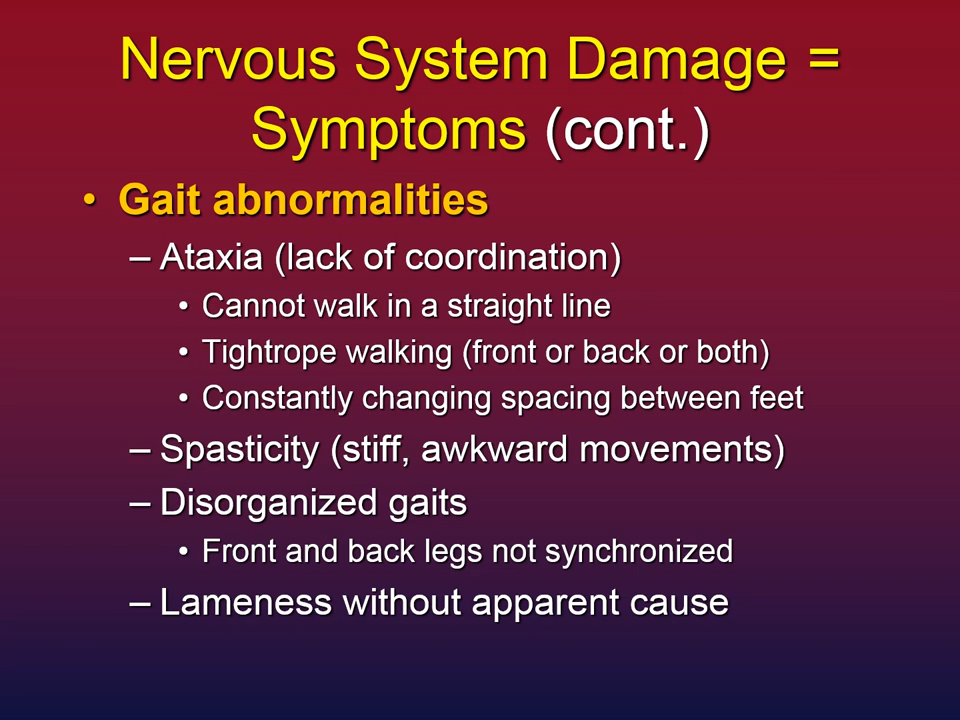 Nervous System Damage =
Symptoms (cont.)
• Gait abnormalities
– Ataxia (lack of coordination)
• Cannot walk in a straight line
• Tightrope walking (front or back or both)
• Constantly changing spacing between feet
– Spasticity (stiff, awkward movements)
– Disorganized gaits
• Front and back legs not synchronized
– Lameness without apparent cause